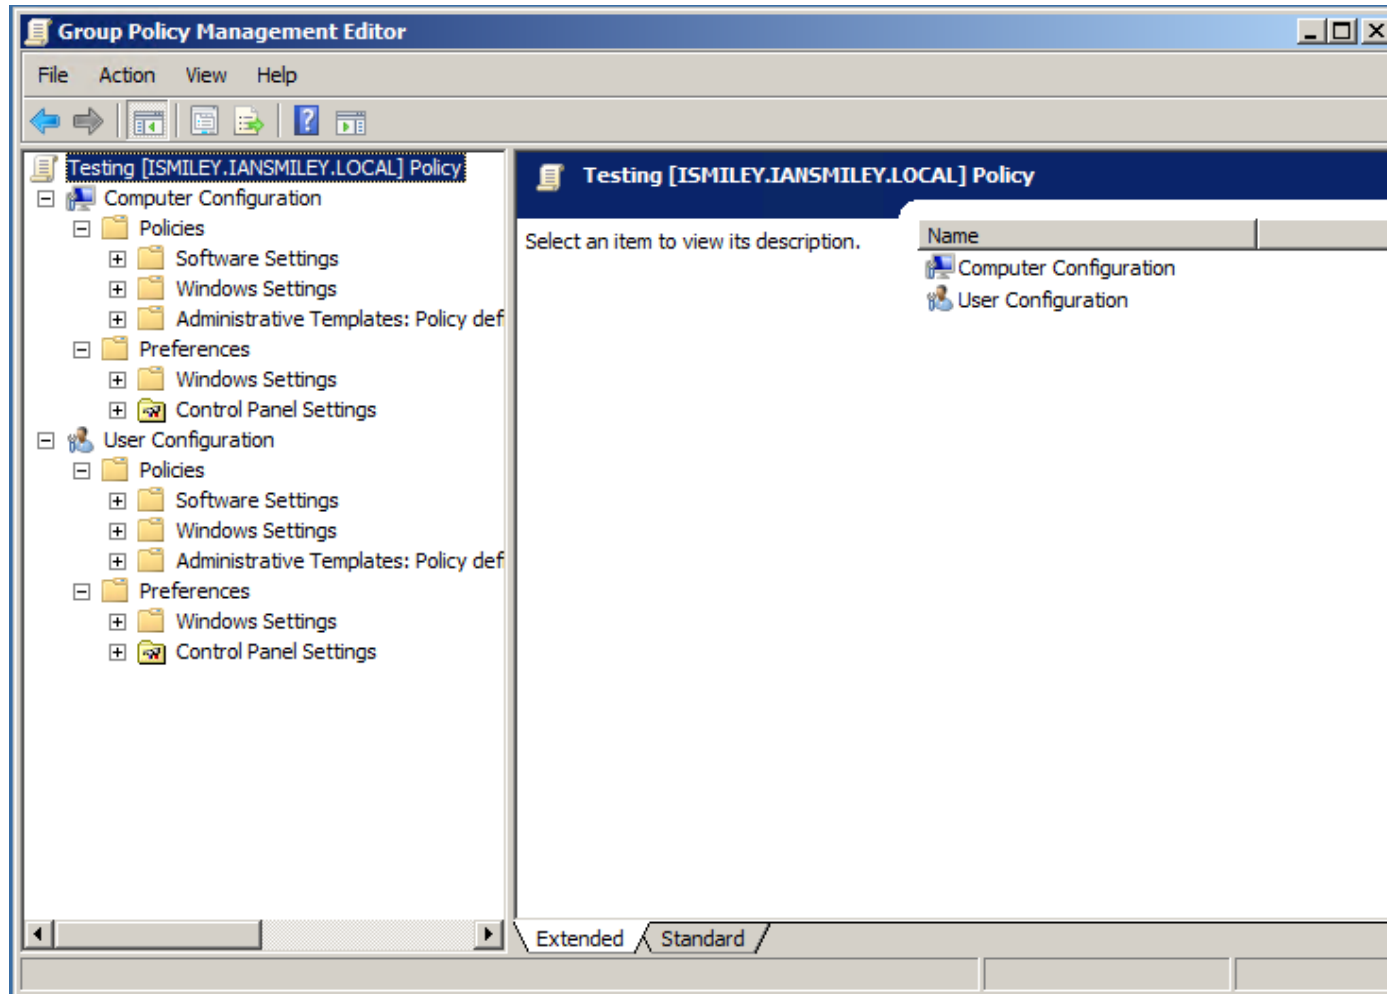 Group Policy Management Editor
File Action View Help
Testing [ISMILEY.IANSMILEY.LOCAL] Policy
Computer Configuration
Policies
Software Settings
Windows Settings
Administrative Templates: Policy def
Preferences
Windows Settings
Control Panel Settings
User Configuration
Policies
Software Settings
Windows Settings
Administrative Templates: Policy def
Preferences
Windows Settings
Control Panel Settings
Testing [ISMILEY.IANSMILEY.LOCAL] Policy
Select an item to view its description.
Name
Computer Configuration
User Configuration
Extended Standard